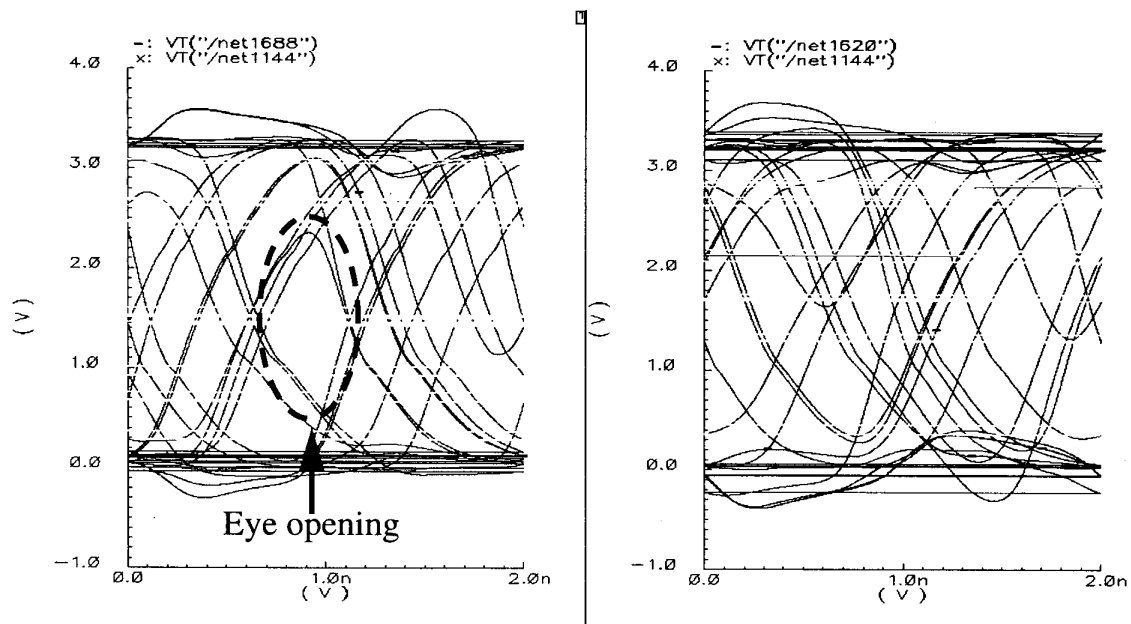 -: VT("/net1688")
×: VT("/net1144")
4.0
3.0
2.0
1.0
0.0
-1.0
(V)
0.0
1.0n
2.0n
(V)
Eye opening
-: VT("/net1620")
×: VT("/net1144")
4.0
3.0
2.0
1.0
0.0
-1.0
(V)
0.0
1.0n
2.0n
(V)